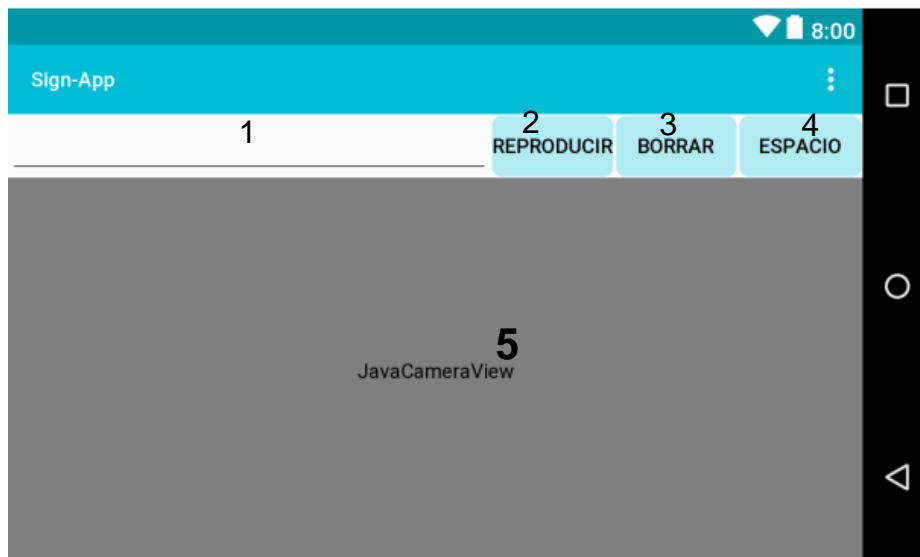 8:00
Sign-App
1
2
3
4
REPRODUCIR
BORRAR
ESPACIO
5
JavaCameraView